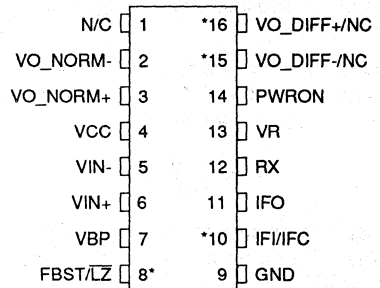 N/C 1 *16 VO_DIFF+/NC
VO_NORM- 2 *15 VO_DIFF-/NC
VO_NORM+ 3 14 PWRON
VCC 4 13 VR
VIN- 5 12 RX
VIN+ 6 11 IFO
VBP 7 *10 IFI/IFC
FBST/L̅Z̅ 8* 9 GND